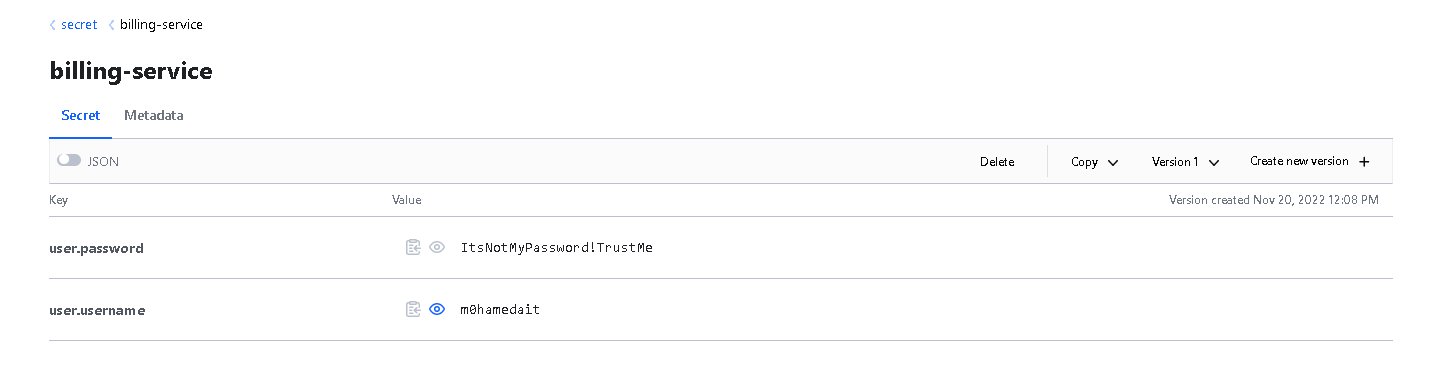 secret billing-service
billing-service
Secret Metadata
JSON Delete Copy Version 1 Create new version +
Key Value Version created Nov 20, 2022 12:08 PM
user.password ItsNotMyPassword!TrustMe
user.username m0hamedait